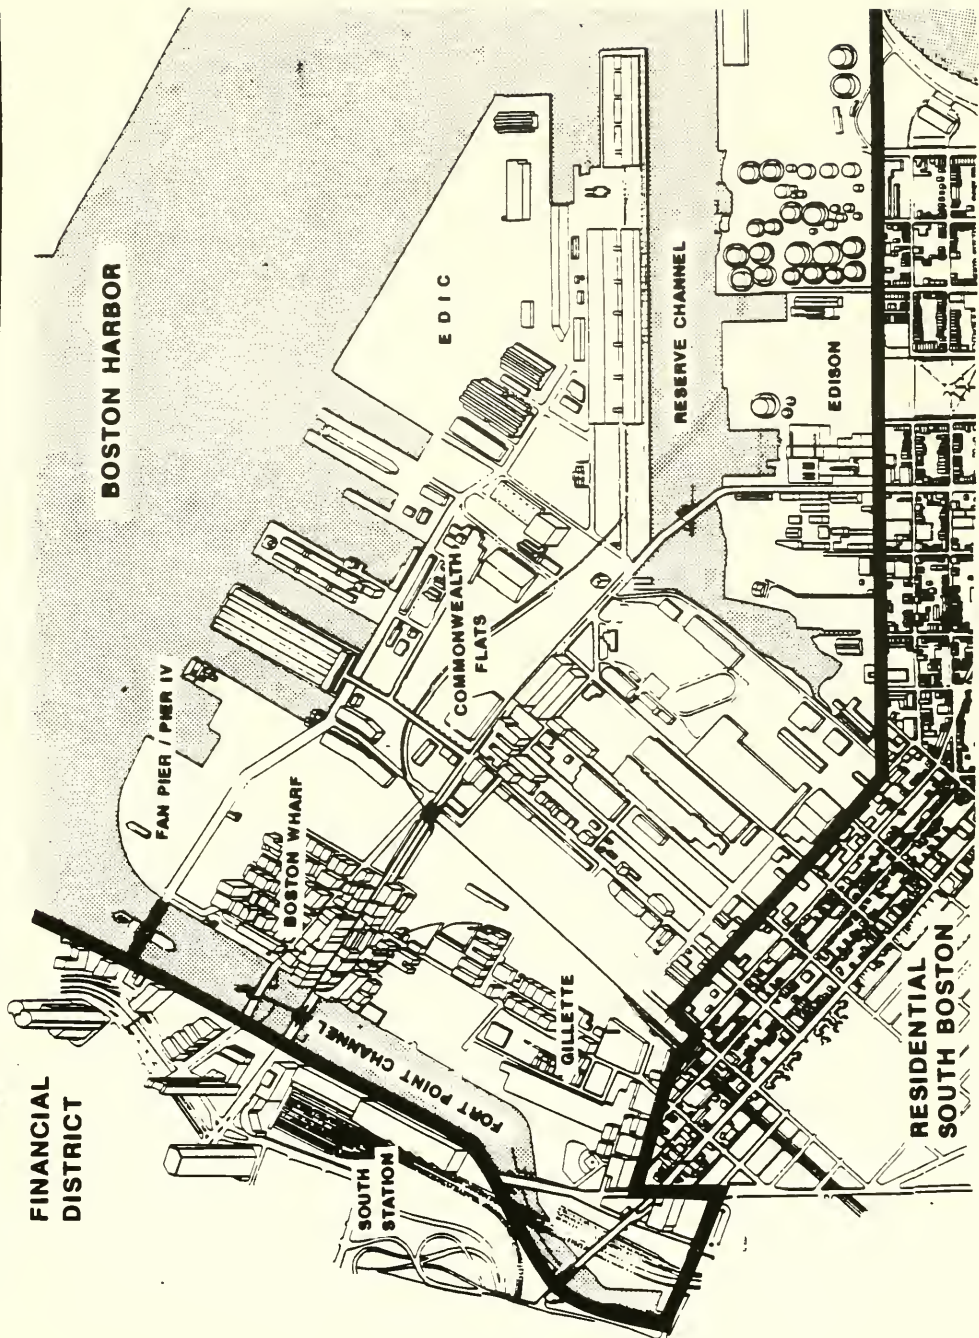 FINANCIAL
DISTRICT
BOSTON HARBOR
FAN PIER / PIER IV
BOSTON WHARF
COMMONWEALTH
FLATS
EDIC
RESERVE CHANNEL
EDISON
FORT POINT CHANNEL
SOUTH
STATION
GILLETTE
RESIDENTIAL
SOUTH BOSTON